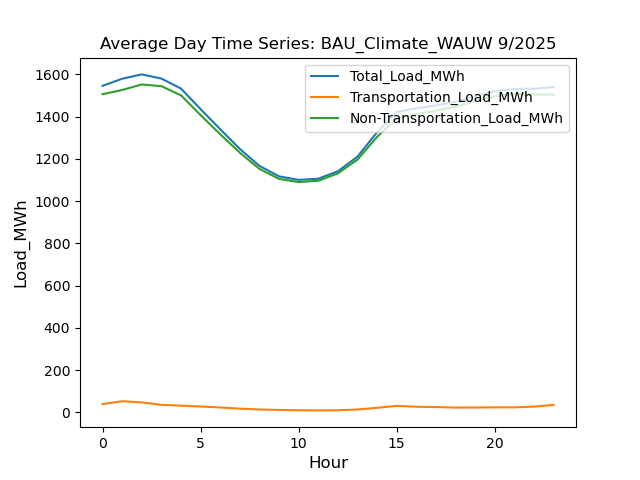 Average Day Time Series: BAU_Climate_WAUW 9/2025
Total_Load_MWh
Transportation_Load_MWh
Non-Transportation_Load_MWh
Load_MWh
1600
1400
1200
1000
800
600
400
200
0
0 5 10 15 20
Hour